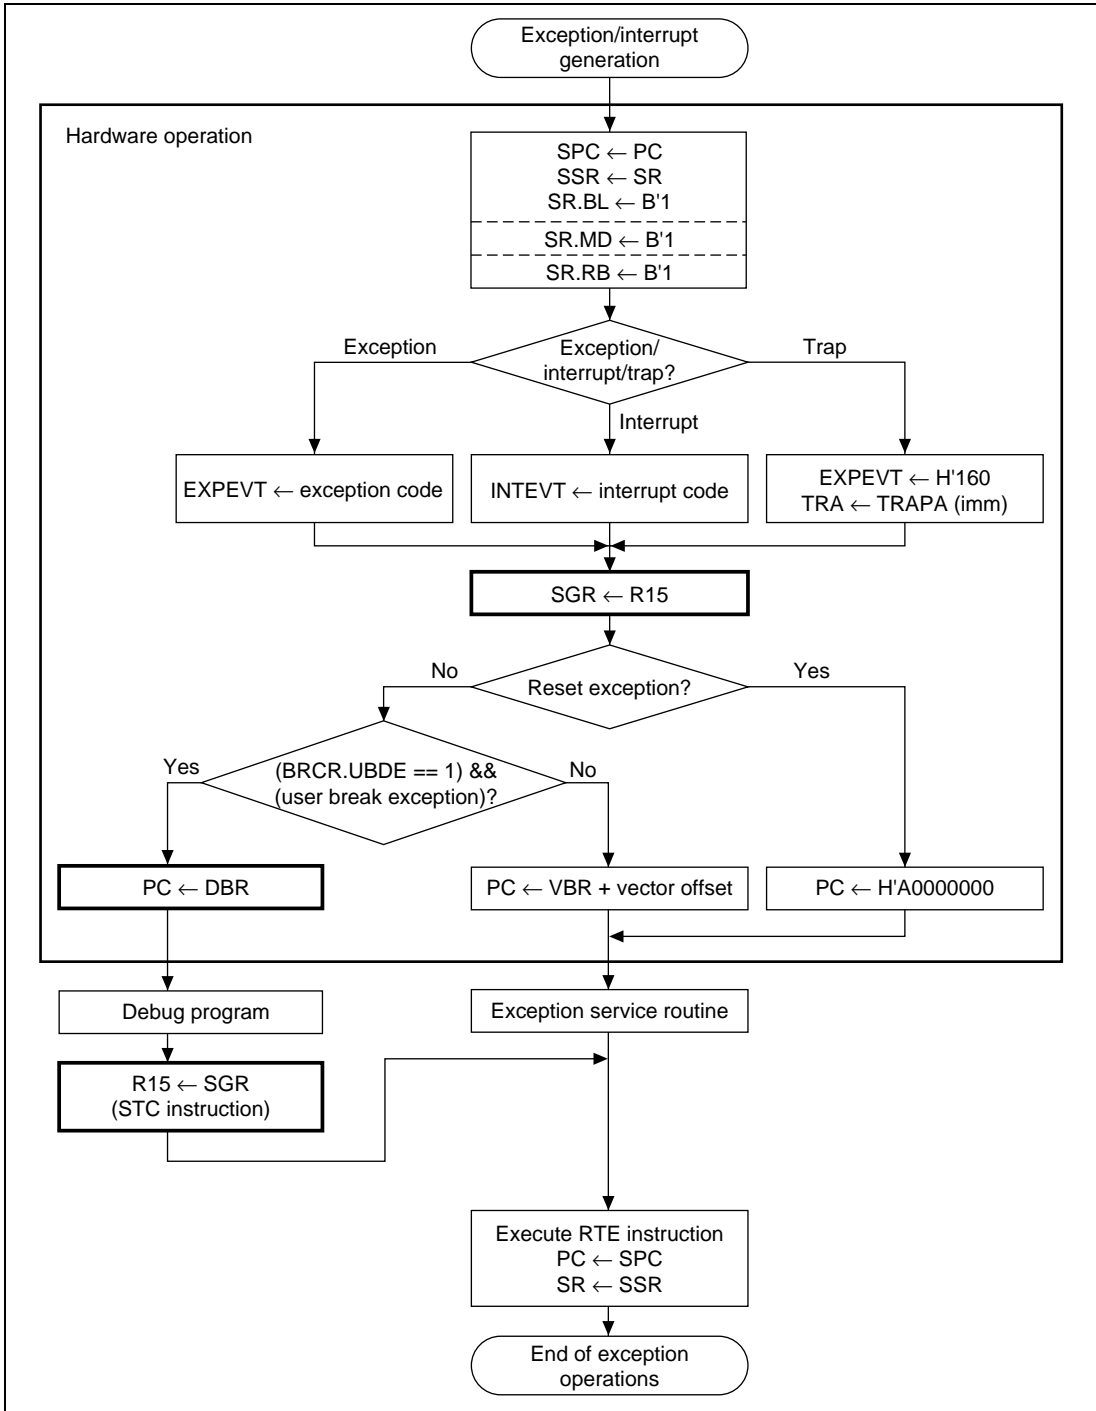 Exception/interrupt
generation
Hardware operation
SPC ← PC
SSR ← SR
SR.BL ← B'1
SR.MD ← B'1
SR.RB ← B'1
Exception
Exception/
interrupt/trap?
Trap
Interrupt
EXPEVT ← exception code
INTEVT ← interrupt code
EXPEVT ← H'160
TRA ← TRAPA (imm)
SGR ← R15
No
Reset exception?
Yes
Yes
(BRCR.UBDE == 1) &&
(user break exception)?
No
PC ← DBR
PC ← VBR + vector offset
PC ← H'A0000000
Debug program
Exception service routine
R15 ← SGR
(STC instruction)
Execute RTE instruction
PC ← SPC
SR ← SSR
End of exception
operations